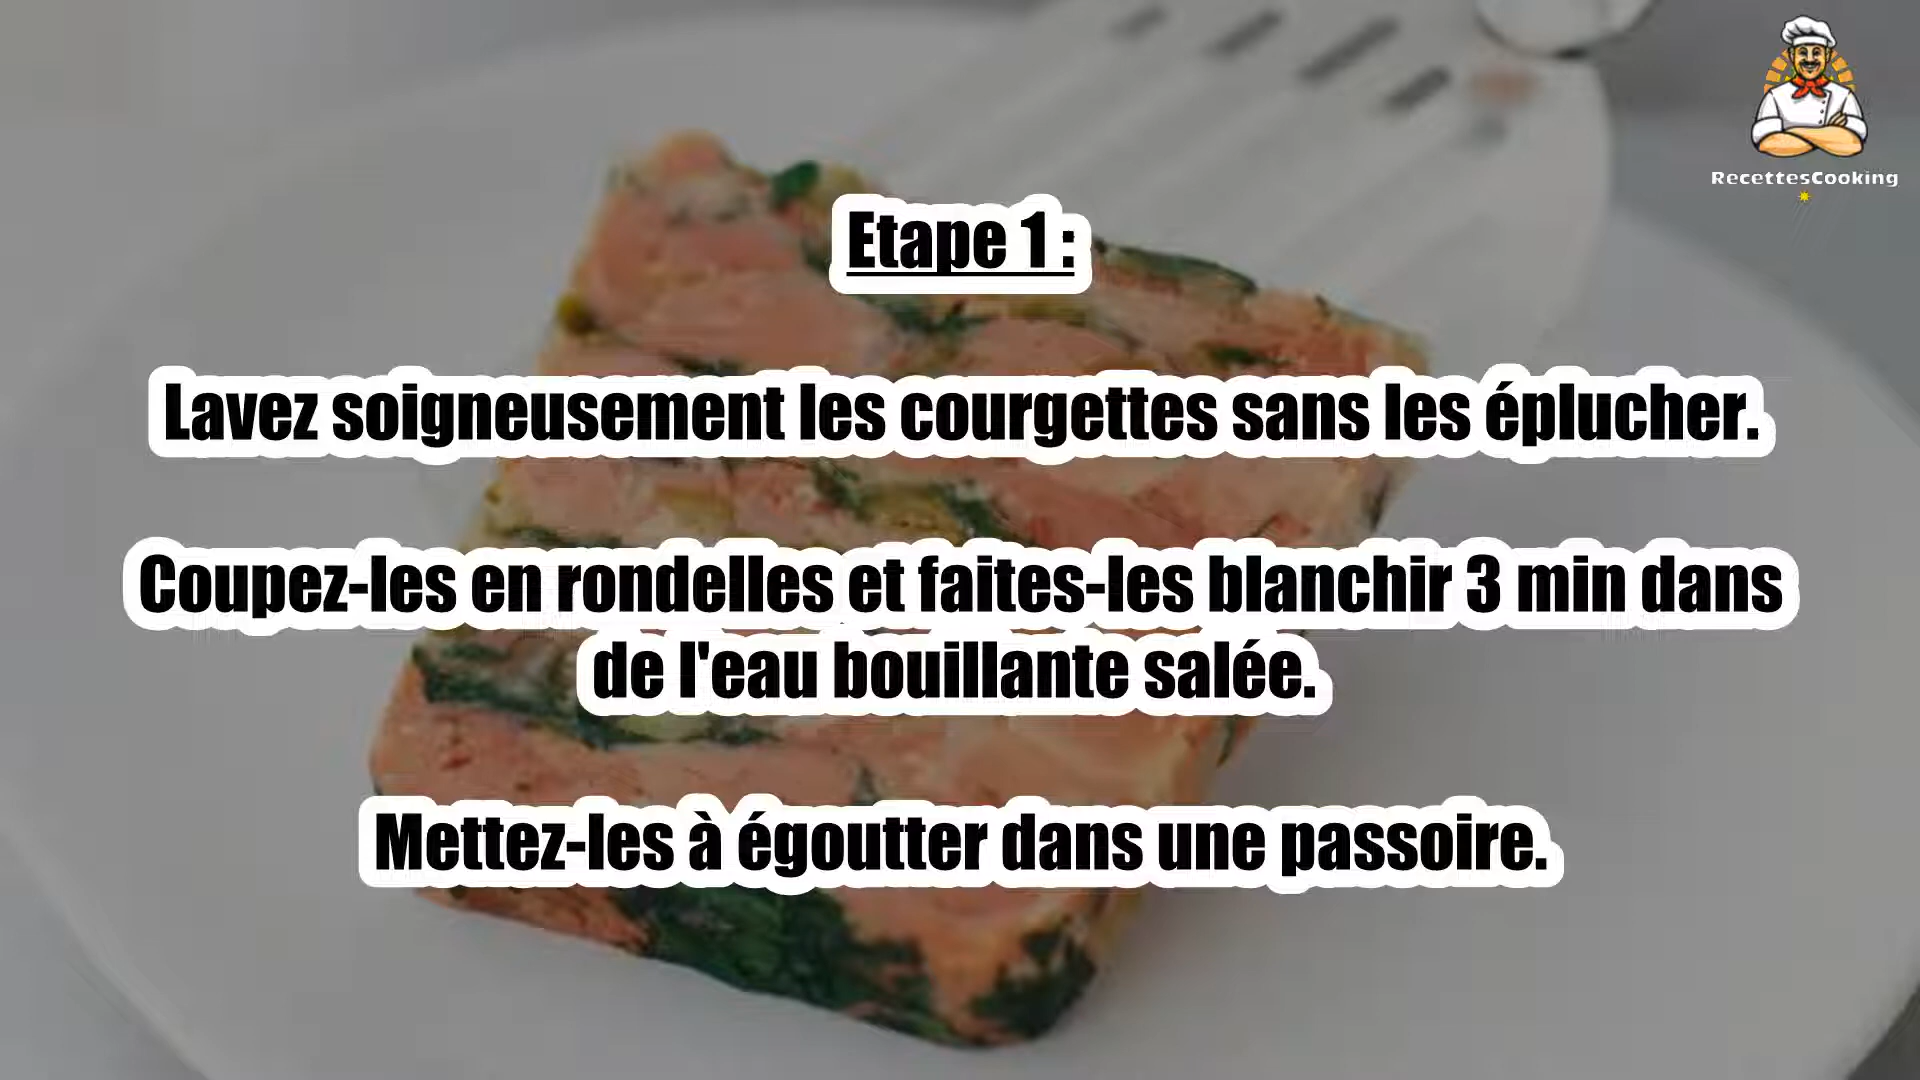 RecettesCooking
Etape 1 :
Lavez soigneusement les courgettes sans les éplucher.
Coupez-les en rondelles et faites-les blanchir 3 min dans
de l'eau bouillante salée.
Mettez-les à égoutter dans une passoire.